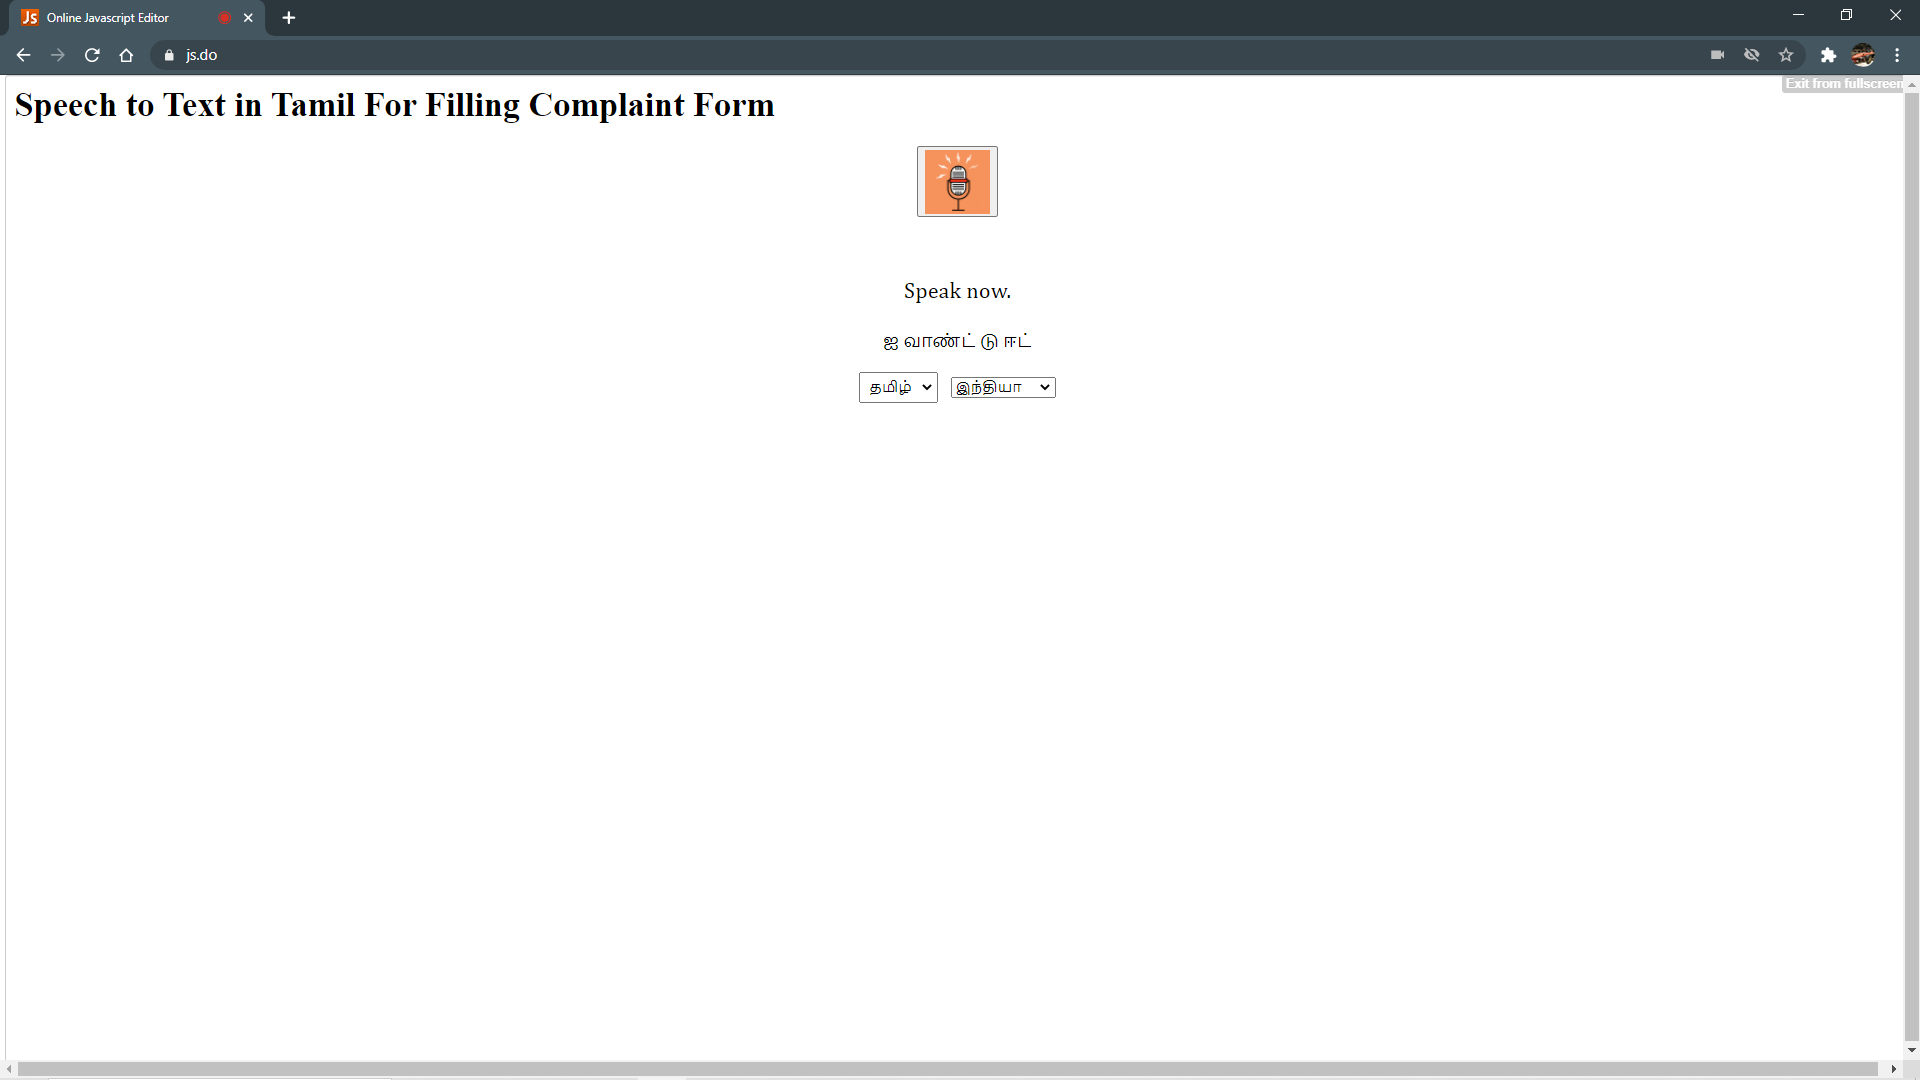 Online Javascript Editor
js.do
Exit from fullscreen
Speech to Text in Tamil For Filling Complaint Form
Speak now.
ஐ வாண்ட் டு ஈட்
தமிழ் இந்தியா